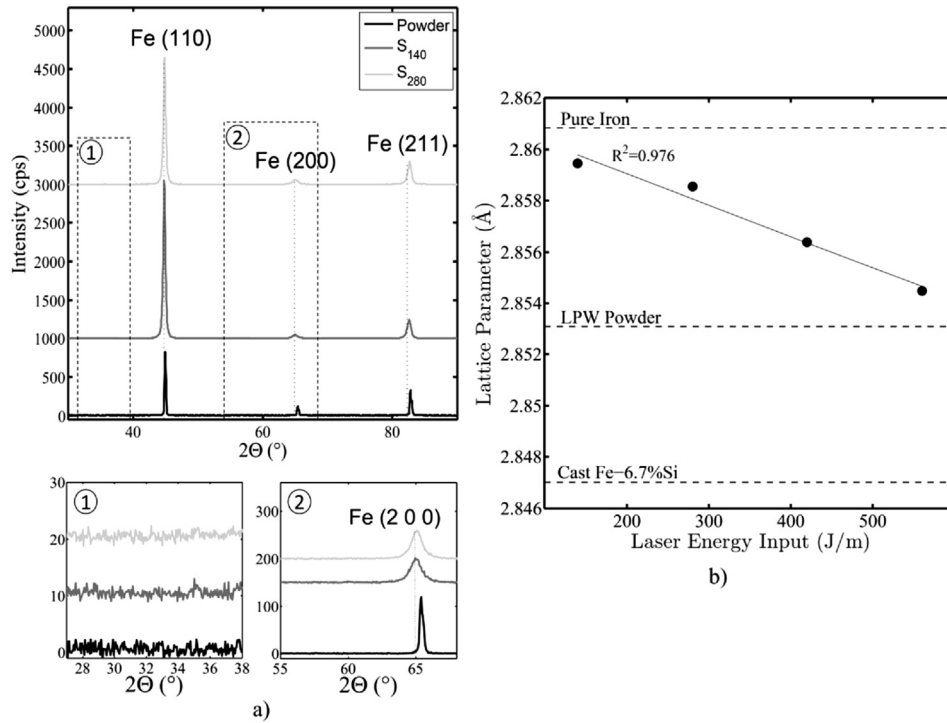 5000
4500
4000
3500
3000
2500
2000
1500
1000
500
0
Intensity (cps)
Powder
S140
S280
Fe (110)
①
②
Fe (200)
Fe (211)
40 60 80
2Θ (°)
30
20
10
0
①
28 30 32 34 36 38
2Θ (°)
300
200
100
0
②
Fe (2 0 0)
55 60 65
2Θ (°)
a)
2.862
2.86
2.858
2.856
2.854
2.852
2.85
2.847
2.846
Lattice Parameter (Å)
Pure Iron
R²=0.976
LPW Powder
Cast Fe−6.7%Si
200 300 400 500
Laser Energy Input (J/m)
b)